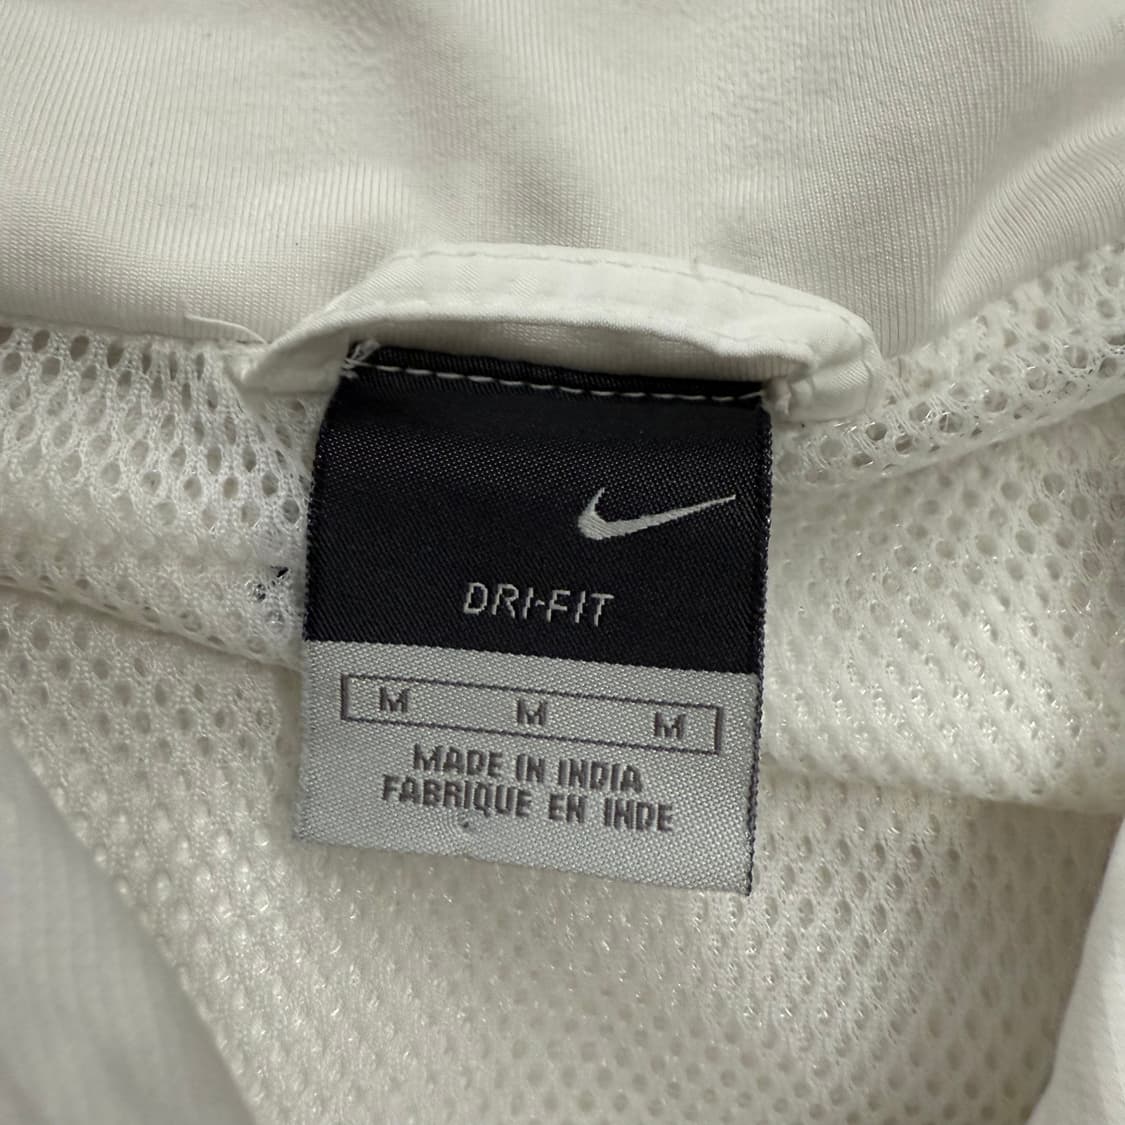 DRI-FIT
M M M
MADE IN INDIA
FABRIQUE EN INDE